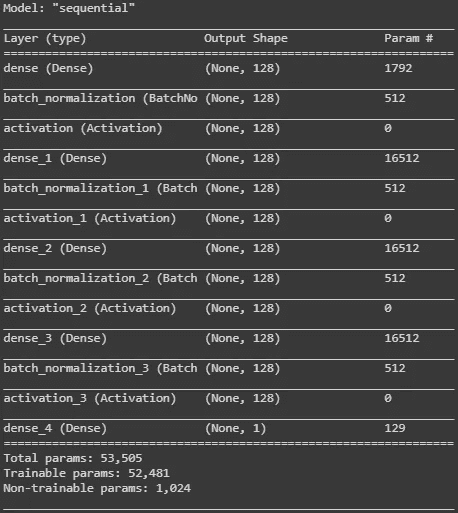 Model: "sequential"
Layer (type) Output Shape Param #
dense (Dense) (None, 128) 1792
batch_normalization (BatchNo (None, 128) 512
activation (Activation) (None, 128) 0
dense_1 (Dense) (None, 128) 16512
batch_normalization_1 (Batch (None, 128) 512
activation_1 (Activation) (None, 128) 0
dense_2 (Dense) (None, 128) 16512
batch_normalization_2 (Batch (None, 128) 512
activation_2 (Activation) (None, 128) 0
dense_3 (Dense) (None, 128) 16512
batch_normalization_3 (Batch (None, 128) 512
activation_3 (Activation) (None, 128) 0
dense_4 (Dense) (None, 1) 129
Total params: 53,505
Trainable params: 52,481
Non-trainable params: 1,024